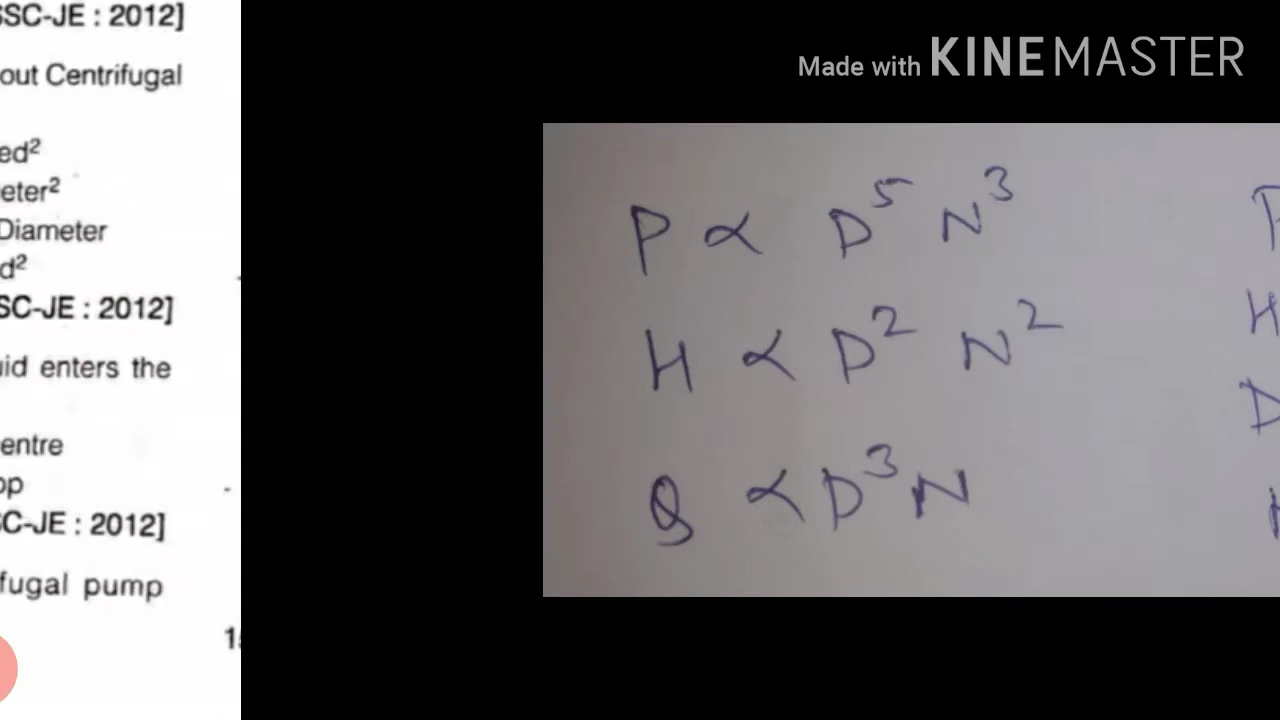 SSC-JE : 2012]
out Centrifugal
ed²
eter²
Diameter
d²
SC-JE : 2012]
uid enters the
entre
op
C-JE : 2012]
fugal pump
Made with KINEMASTER
P ∝ D⁵ N³
H ∝ D² N²
Q ∝ D³ N
H
D